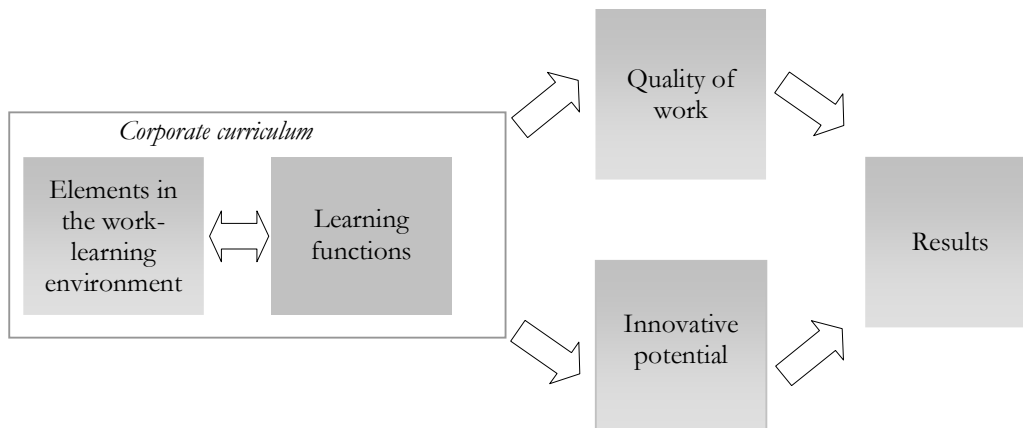 Corporate curriculum
Elements in
the work-
learning
environment
Learning
functions
Quality of
work
Innovative
potential
Results